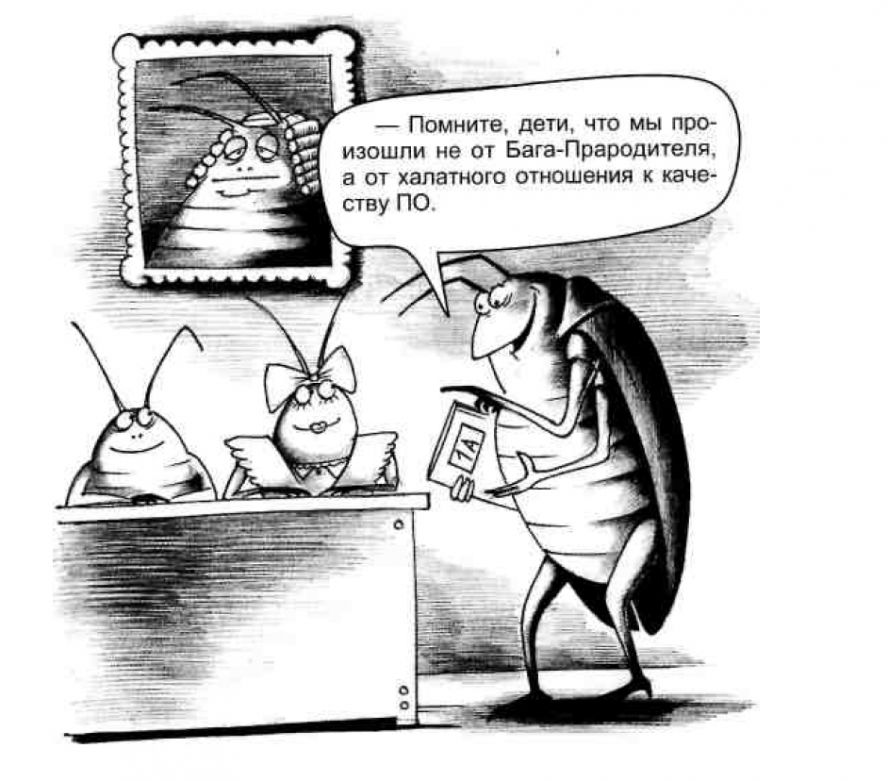 — Помните, дети, что мы про-
изошли не от Бага-Прародителя,
а от халатного отношения к каче-
ству ПО.
1А